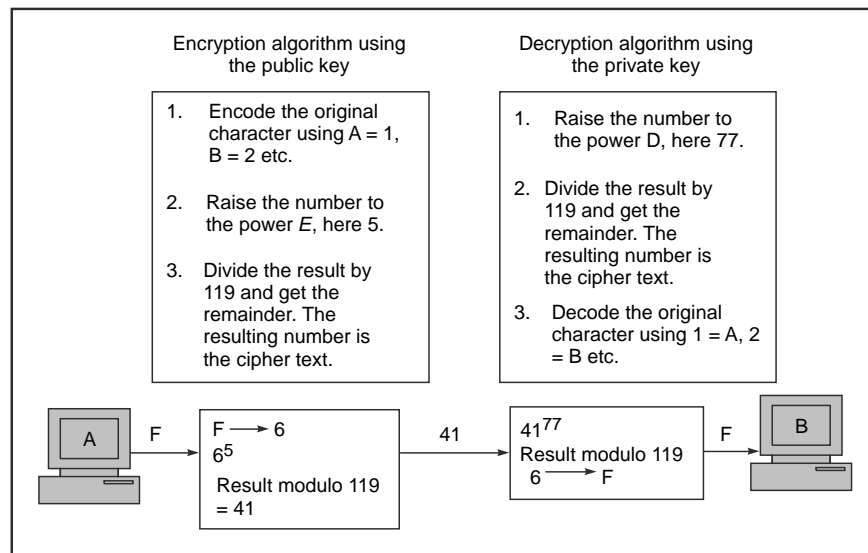 Encryption algorithm using
the public key
1. Encode the original
character using A = 1,
B = 2 etc.
2. Raise the number to
the power E, here 5.
3. Divide the result by
119 and get the
remainder. The
resulting number is
the cipher text.
Decryption algorithm using
the private key
1. Raise the number to
the power D, here 77.
2. Divide the result by
119 and get the
remainder. The
resulting number is
the cipher text.
3. Decode the original
character using 1 = A, 2
= B etc.
A
F
F → 6
6⁵
Result modulo 119
= 41
41
41⁷⁷
Result modulo 119
6 → F
F
B